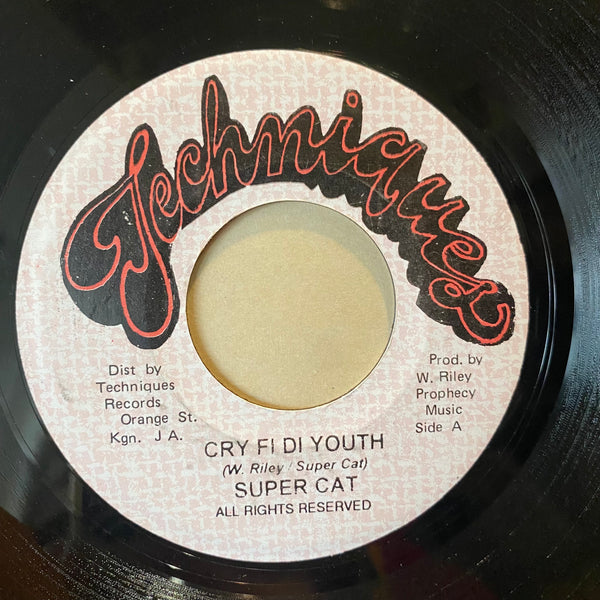 Techniques
Dist by
Techniques
Records
Orange St.
Kgn. J A.
Prod. by
W. Riley
Prophecy
Music
Side A
CRY FI DI YOUTH
(W. Riley / Super Cat)
SUPER CAT
ALL RIGHTS RESERVED